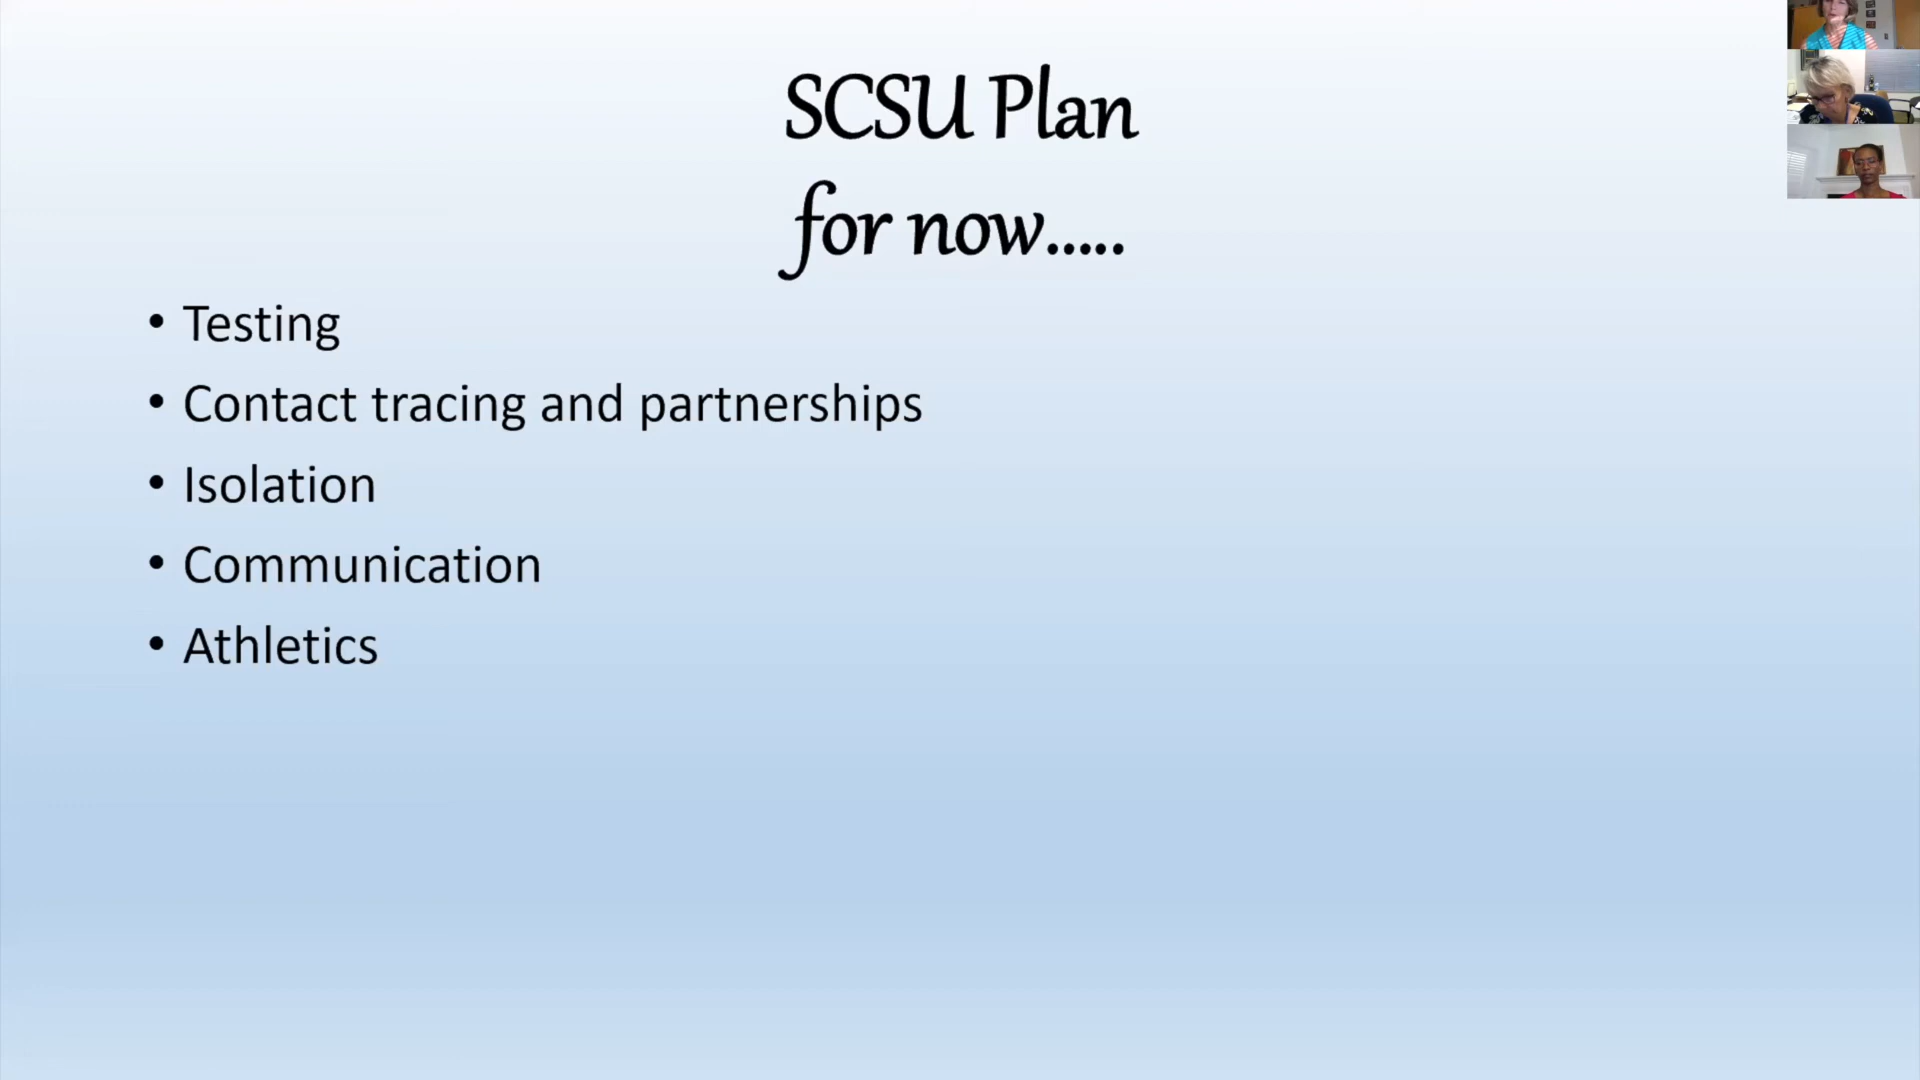 SCSU Plan
for now.....
• Testing
• Contact tracing and partnerships
• Isolation
• Communication
• Athletics